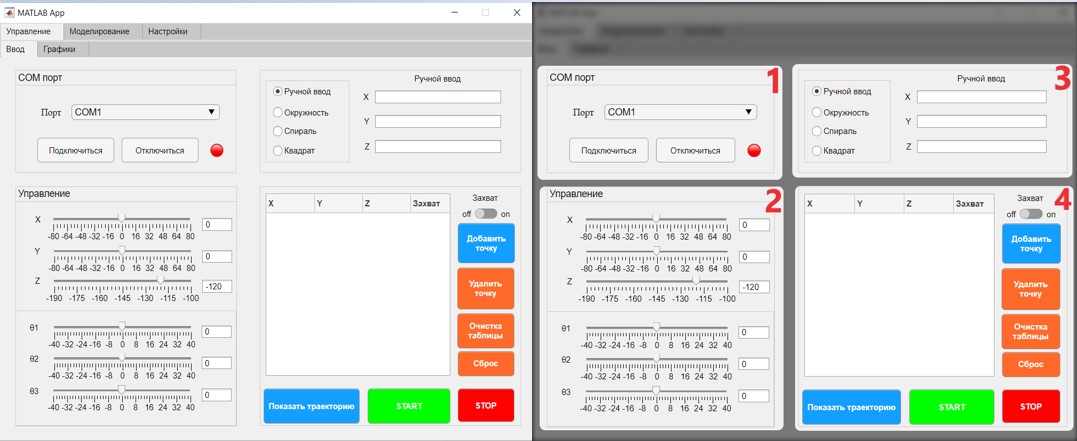 MATLAB App
Управление Моделирование Настройки
Ввод Графики
COM порт
Порт COM1
Подключиться Отключиться
Ручной ввод
Ручной ввод
Окружность
Спираль
Квадрат
X
Y
Z
Управление
X 0
-80 -64 -48 -32 -16 0 16 32 48 64 80
Y 0
-80 -64 -48 -32 -16 0 16 32 48 64 80
Z -120
-190 -175 -160 -145 -130 -115 -100
θ1 0
-40 -32 -24 -16 -8 0 8 16 24 32 40
θ2 0
-40 -32 -24 -16 -8 0 8 16 24 32 40
θ3 0
-40 -32 -24 -16 -8 0 8 16 24 32 40
X Y Z Захват
Захват
off on
Добавить
точку
Удалить
точку
Очистка
таблицы
Сброс
Показать траекторию START STOP
COM порт 1
Порт COM1
Подключиться Отключиться
Ручной ввод 3
Ручной ввод
Окружность
Спираль
Квадрат
X
Y
Z
Управление 2
X 0
-80 -64 -48 -32 -16 0 16 32 48 64 80
Y 0
-80 -64 -48 -32 -16 0 16 32 48 64 80
Z -120
-190 -175 -160 -145 -130 -115 -100
θ1 0
-40 -32 -24 -16 -8 0 8 16 24 32 40
θ2 0
-40 -32 -24 -16 -8 0 8 16 24 32 40
θ3 0
-40 -32 -24 -16 -8 0 8 16 24 32 40
X Y Z Захват
Захват 4
off on
Добавить
точку
Удалить
точку
Очистка
таблицы
Сброс
Показать траекторию START STOP